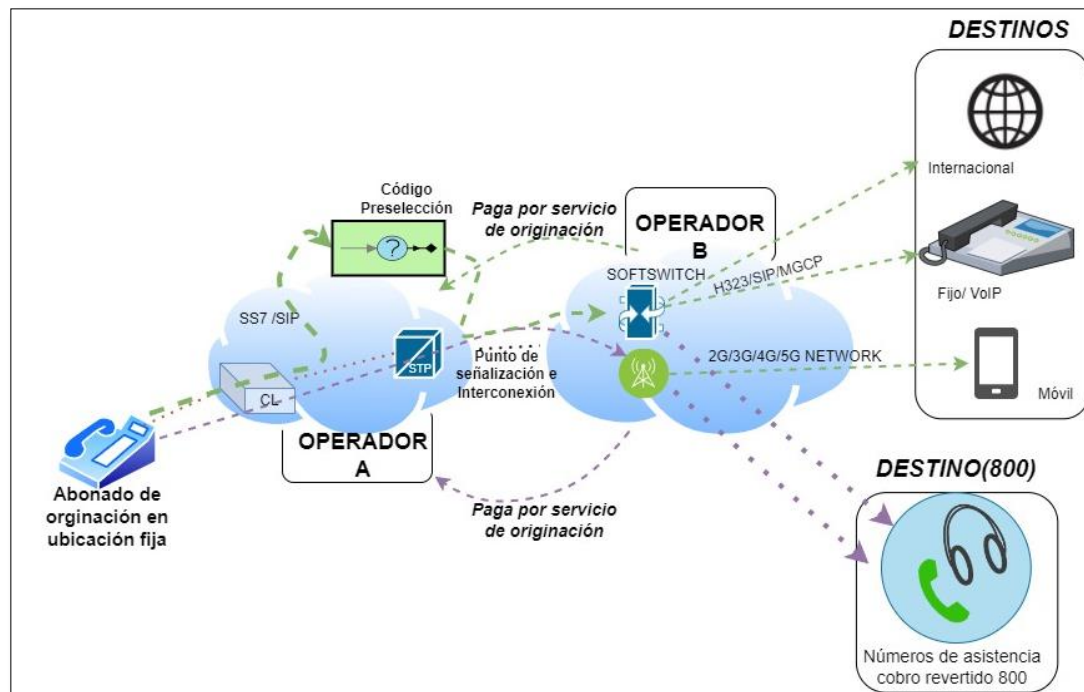 DESTINOS
Internacional
Código
Preselección
Paga por servicio
de originación
OPERADOR
B
SOFTSWITCH
H323/SIP/MGCP
Fijo/ VoIP
SS7 /SIP
STP
Punto de
señalización e
Interconexión
2G/3G/4G/5G NETWORK
Móvil
CL
OPERADOR
A
Abonado de
orginación en
ubicación fija
Paga por servicio
de originación
DESTINO(800)
Números de asistencia
cobro revertido 800